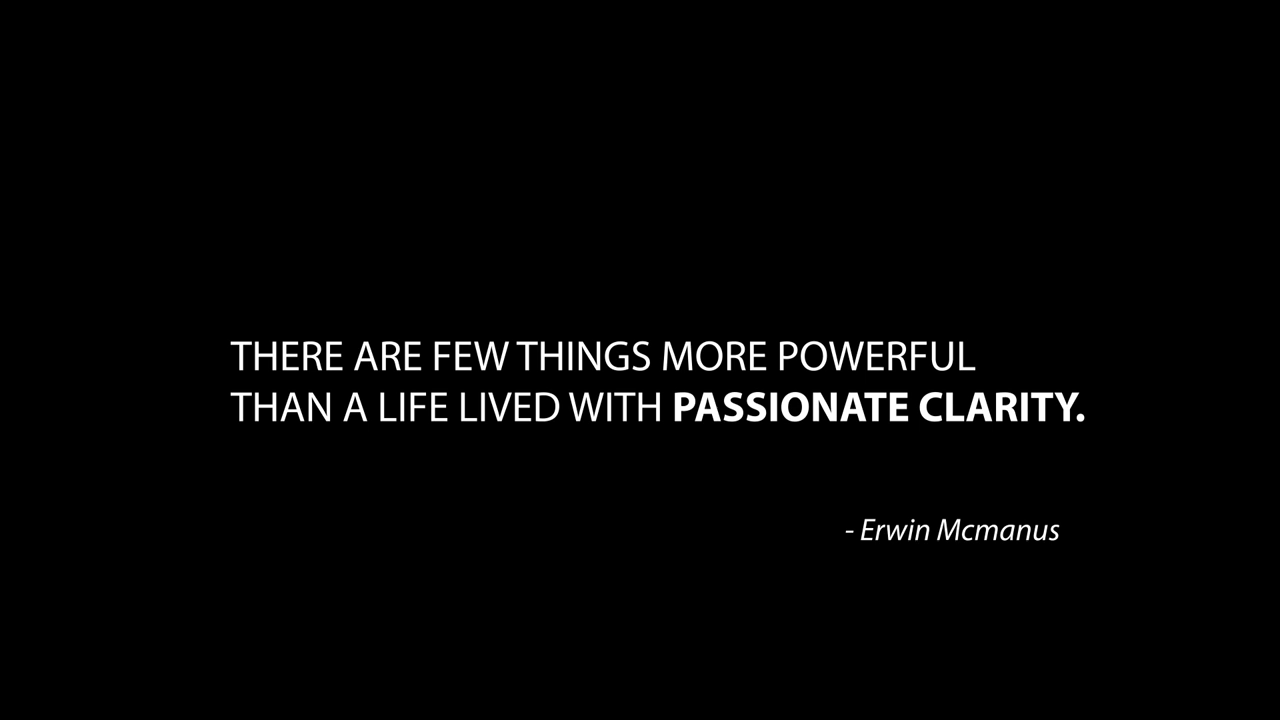 THERE ARE FEW THINGS MORE POWERFUL
THAN A LIFE LIVED WITH PASSIONATE CLARITY.
- Erwin Mcmanus